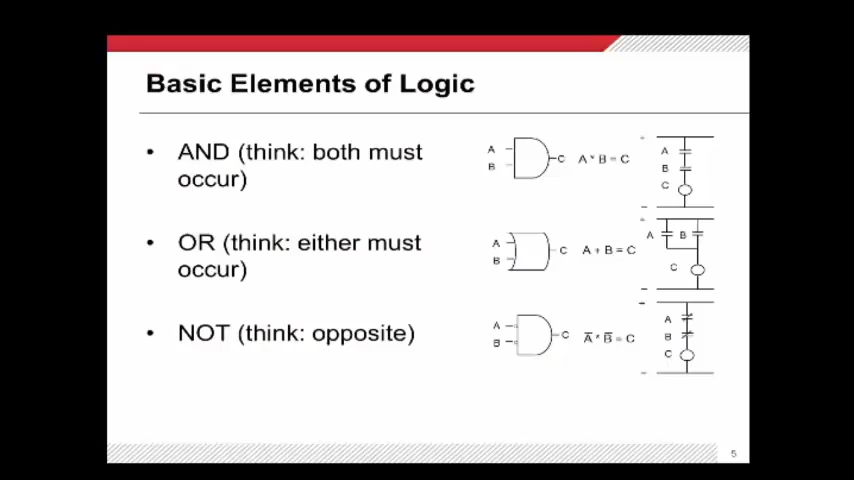 Basic Elements of Logic
• AND (think: both must
occur)
A
B
C
A * B = C
+
A
B
C
–
• OR (think: either must
occur)
A
B
C
A + B = C
+
A
B
C
–
• NOT (think: opposite)
A
B
C
A̅ * B̅ = C
+
A
B
C
–
5